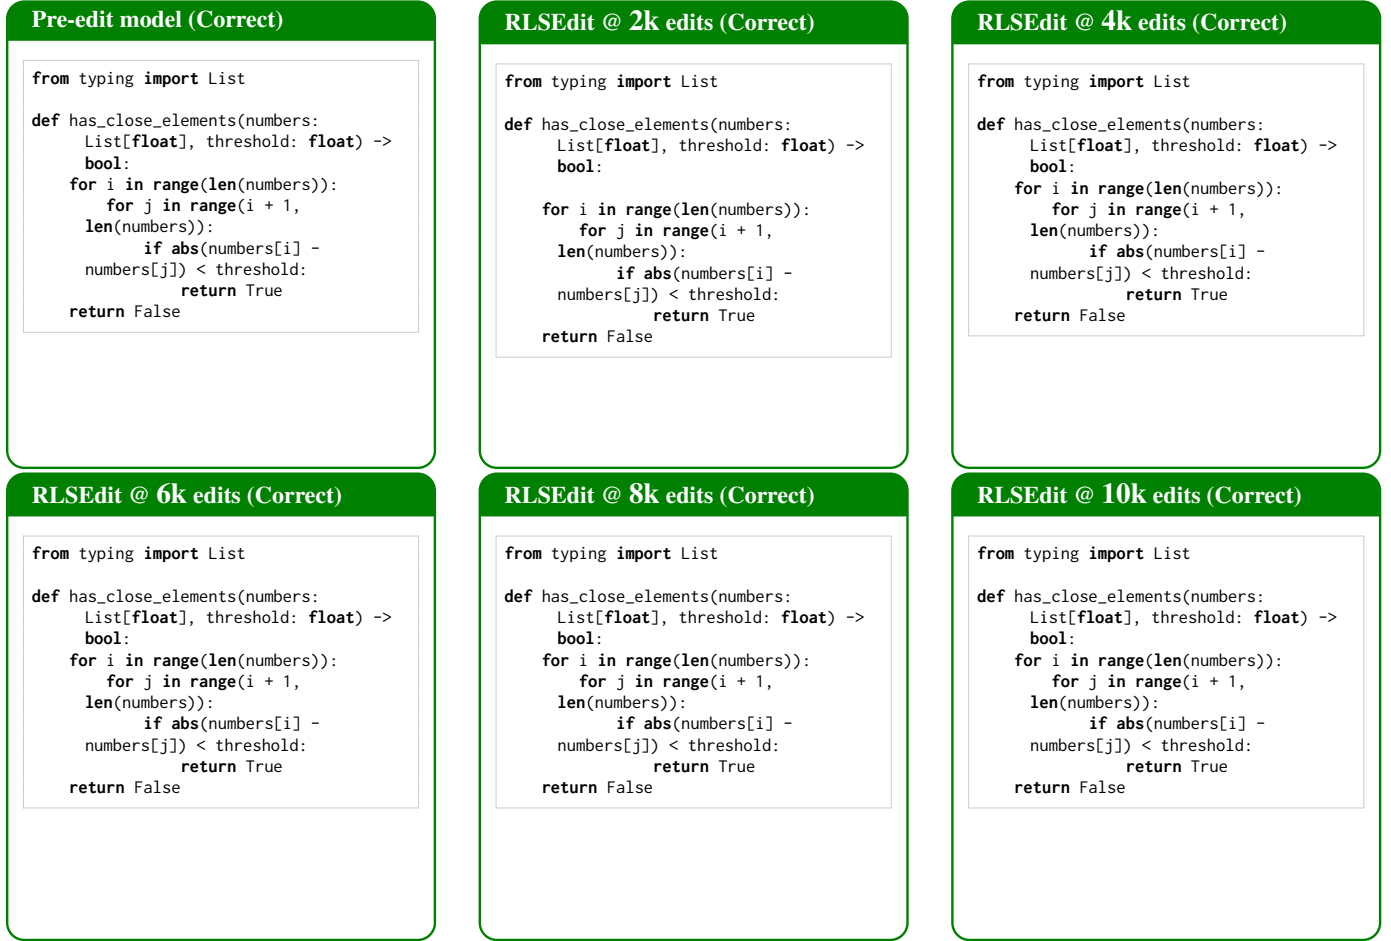 Pre-edit model (Correct)
from typing import List
def has_close_elements(numbers:
List[float], threshold: float) ->
bool:
for i in range(len(numbers)):
for j in range(i + 1,
len(numbers)):
if abs(numbers[i] -
numbers[j]) < threshold:
return True
return False
RLSEdit @ 2k edits (Correct)
from typing import List
def has_close_elements(numbers:
List[float], threshold: float) ->
bool:
for i in range(len(numbers)):
for j in range(i + 1,
len(numbers)):
if abs(numbers[i] -
numbers[j]) < threshold:
return True
return False
RLSEdit @ 4k edits (Correct)
from typing import List
def has_close_elements(numbers:
List[float], threshold: float) ->
bool:
for i in range(len(numbers)):
for j in range(i + 1,
len(numbers)):
if abs(numbers[i] -
numbers[j]) < threshold:
return True
return False
RLSEdit @ 6k edits (Correct)
from typing import List
def has_close_elements(numbers:
List[float], threshold: float) ->
bool:
for i in range(len(numbers)):
for j in range(i + 1,
len(numbers)):
if abs(numbers[i] -
numbers[j]) < threshold:
return True
return False
RLSEdit @ 8k edits (Correct)
from typing import List
def has_close_elements(numbers:
List[float], threshold: float) ->
bool:
for i in range(len(numbers)):
for j in range(i + 1,
len(numbers)):
if abs(numbers[i] -
numbers[j]) < threshold:
return True
return False
RLSEdit @ 10k edits (Correct)
from typing import List
def has_close_elements(numbers:
List[float], threshold: float) ->
bool:
for i in range(len(numbers)):
for j in range(i + 1,
len(numbers)):
if abs(numbers[i] -
numbers[j]) < threshold:
return True
return False